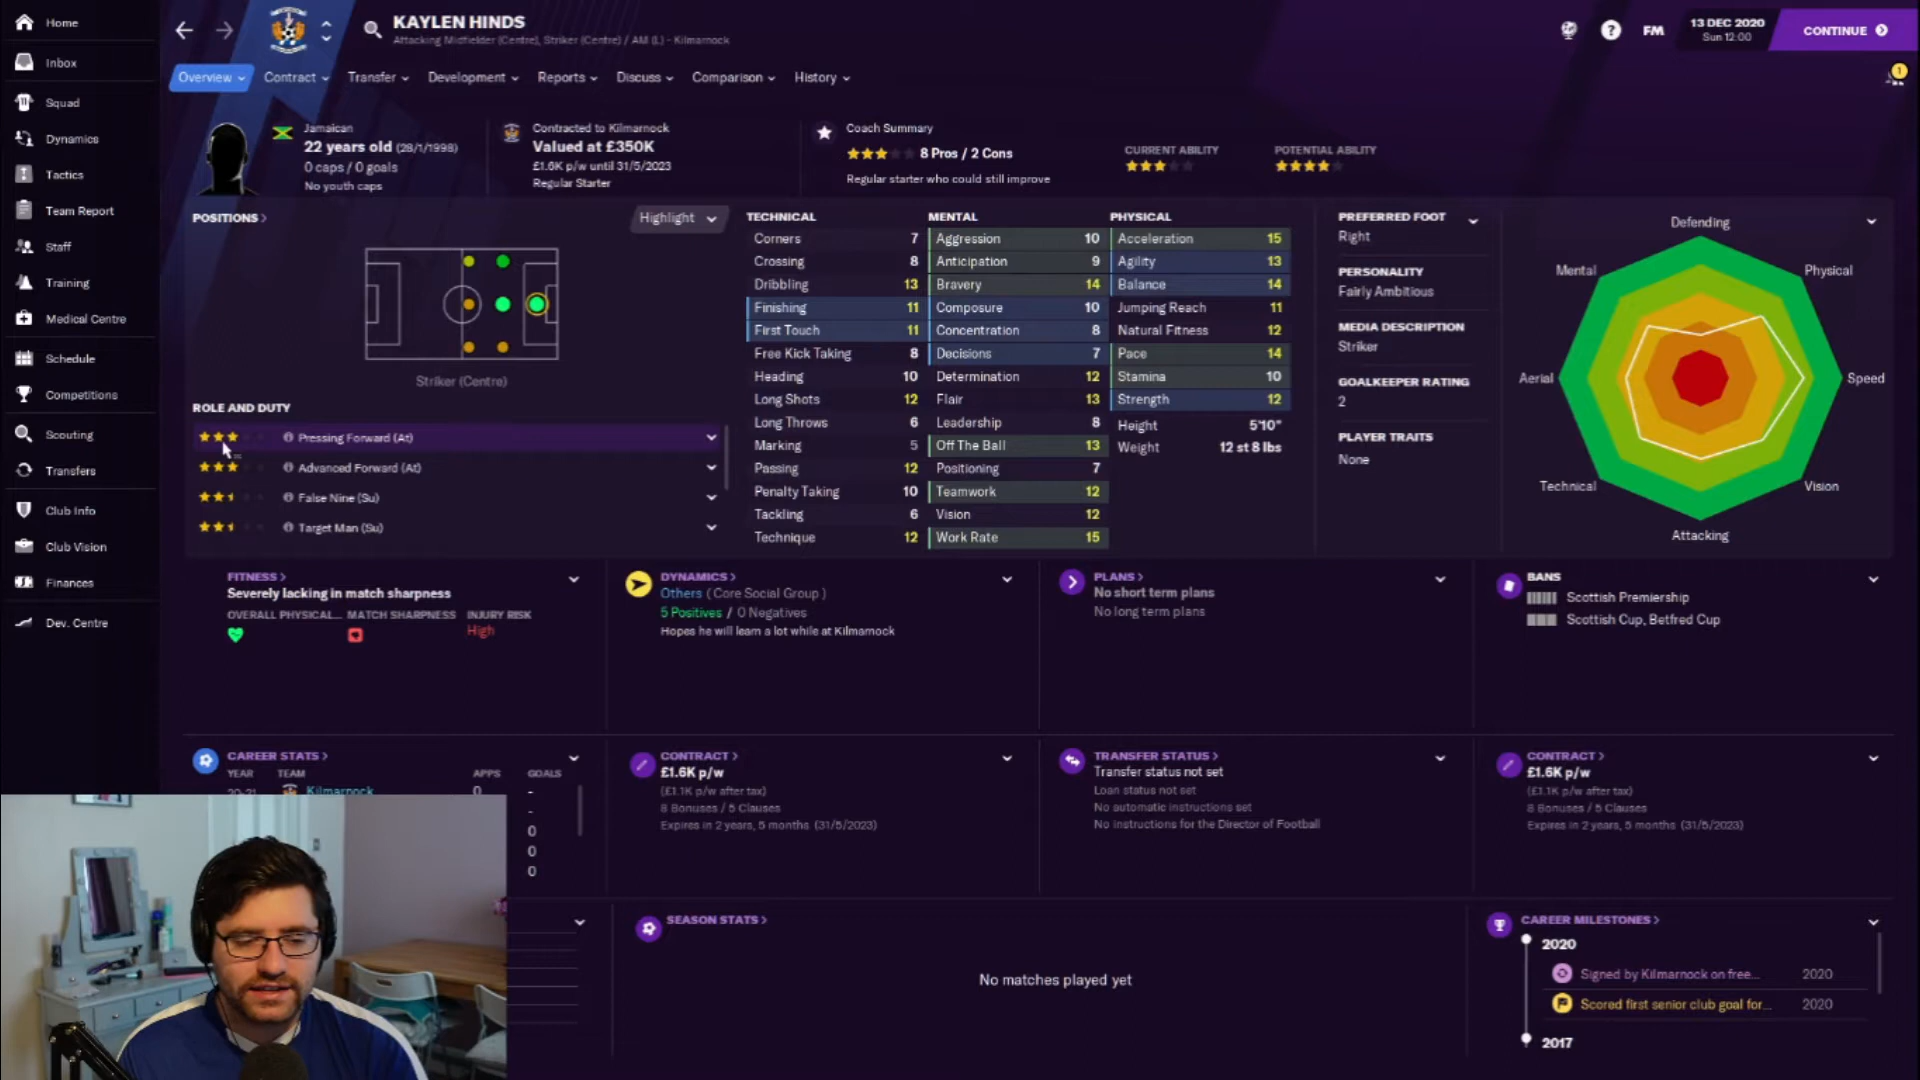 Home
Inbox
Squad
Dynamics
Tactics
Team Report
Staff
Training
Medical Centre
Schedule
Competitions
Scouting
Transfers
Club Info
Club Vision
Finances
Dev. Centre
KAYLEN HINDS
Attacking Midfielder (Centre), Striker (Centre) / AM (L) - Kilmarnock
FM
13 DEC 2020
Sun 12:00
CONTINUE
Overview
Contract
Transfer
Development
Reports
Discuss
Comparison
History
1
Jamaican
22 years old (28/1/1998)
0 caps / 0 goals
No youth caps
Contracted to Kilmarnock
Valued at £350K
£1.6K p/w until 31/5/2023
Regular Starter
Coach Summary
8 Pros / 2 Cons
Regular starter who could still improve
CURRENT ABILITY
POTENTIAL ABILITY
POSITIONS
Highlight
Striker (Centre)
ROLE AND DUTY
Pressing Forward (At)
Advanced Forward (At)
False Nine (Su)
Target Man (Su)
TECHNICAL
Corners 7
Crossing 8
Dribbling 13
Finishing 11
First Touch 11
Free Kick Taking 8
Heading 10
Long Shots 12
Long Throws 6
Marking 5
Passing 12
Penalty Taking 10
Tackling 6
Technique 12
MENTAL
Aggression 10
Anticipation 9
Bravery 14
Composure 10
Concentration 8
Decisions 7
Determination 12
Flair 13
Leadership 8
Off The Ball 13
Positioning 7
Teamwork 12
Vision 12
Work Rate 15
PHYSICAL
Acceleration 15
Agility 13
Balance 14
Jumping Reach 11
Natural Fitness 12
Pace 14
Stamina 10
Strength 12
Height 5'10"
Weight 12 st 8 lbs
PREFERRED FOOT
Right
PERSONALITY
Fairly Ambitious
MEDIA DESCRIPTION
Striker
GOALKEEPER RATING
2
PLAYER TRAITS
None
Defending
Physical
Speed
Vision
Attacking
Technical
Aerial
Mental
FITNESS
Severely lacking in match sharpness
OVERALL PHYSICAL... MATCH SHARPNESS INJURY RISK
High
DYNAMICS
Others (Core Social Group)
5 Positives / 0 Negatives
Hopes he will learn a lot while at Kilmarnock
PLANS
No short term plans
No long term plans
BANS
Scottish Premiership
Scottish Cup, Betfred Cup
CAREER STATS
YEAR TEAM APPS GOALS
20-21 Kilmarnock 0 -
-
0
0
0
CONTRACT
£1.6K p/w
(£1.1K p/w after tax)
8 Bonuses / 5 Clauses
Expires in 2 years, 5 months (31/5/2023)
TRANSFER STATUS
Transfer status not set
Loan status not set
No automatic instructions set
No instructions for the Director of Football
CONTRACT
£1.6K p/w
(£1.1K p/w after tax)
8 Bonuses / 5 Clauses
Expires in 2 years, 5 months (31/5/2023)
SEASON STATS
No matches played yet
CAREER MILESTONES
2020
Signed by Kilmarnock on free... 2020
Scored first senior club goal for... 2020
2017